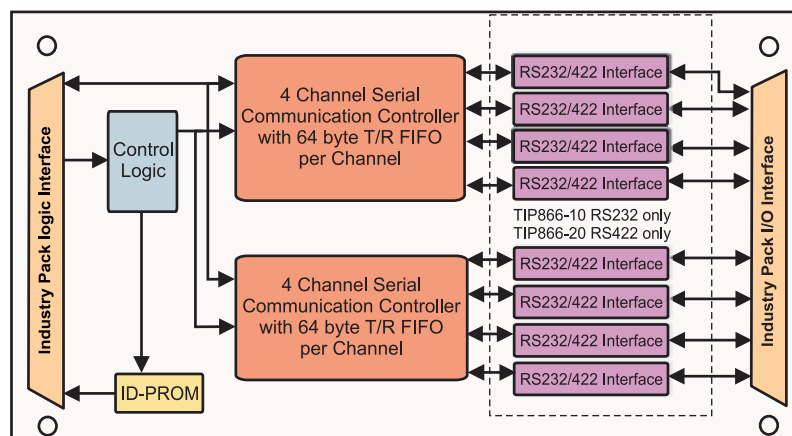 Industry Pack logic Interface
Control
Logic
ID-PROM
4 Channel Serial
Communication Controller
with 64 byte T/R FIFO
per Channel
4 Channel Serial
Communication Controller
with 64 byte T/R FIFO
per Channel
RS232/422 Interface
RS232/422 Interface
RS232/422 Interface
RS232/422 Interface
TIP866-10 RS232 only
TIP866-20 RS422 only
RS232/422 Interface
RS232/422 Interface
RS232/422 Interface
RS232/422 Interface
Industry Pack I/O Interface